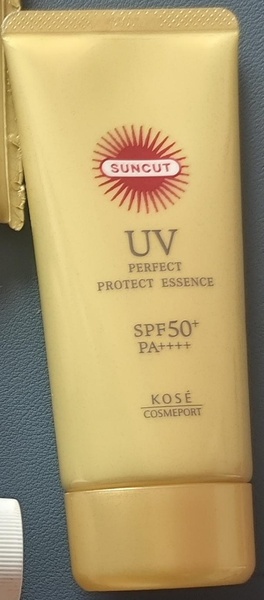 SUNCUT
UV
PERFECT
PROTECT ESSENCE
SPF50+
PA++++
KOSÉ
COSMEPORT